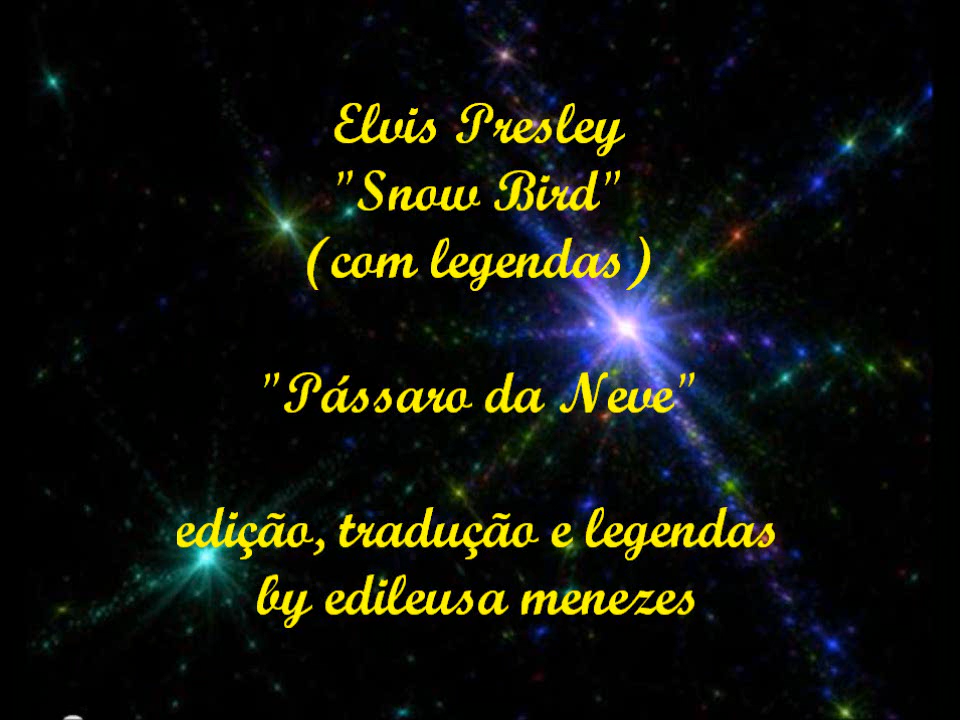 Elvis Presley
"Snow Bird"
(com legendas)
"Pássaro da Neve"
edição, tradução e legendas
by edileusa menezes